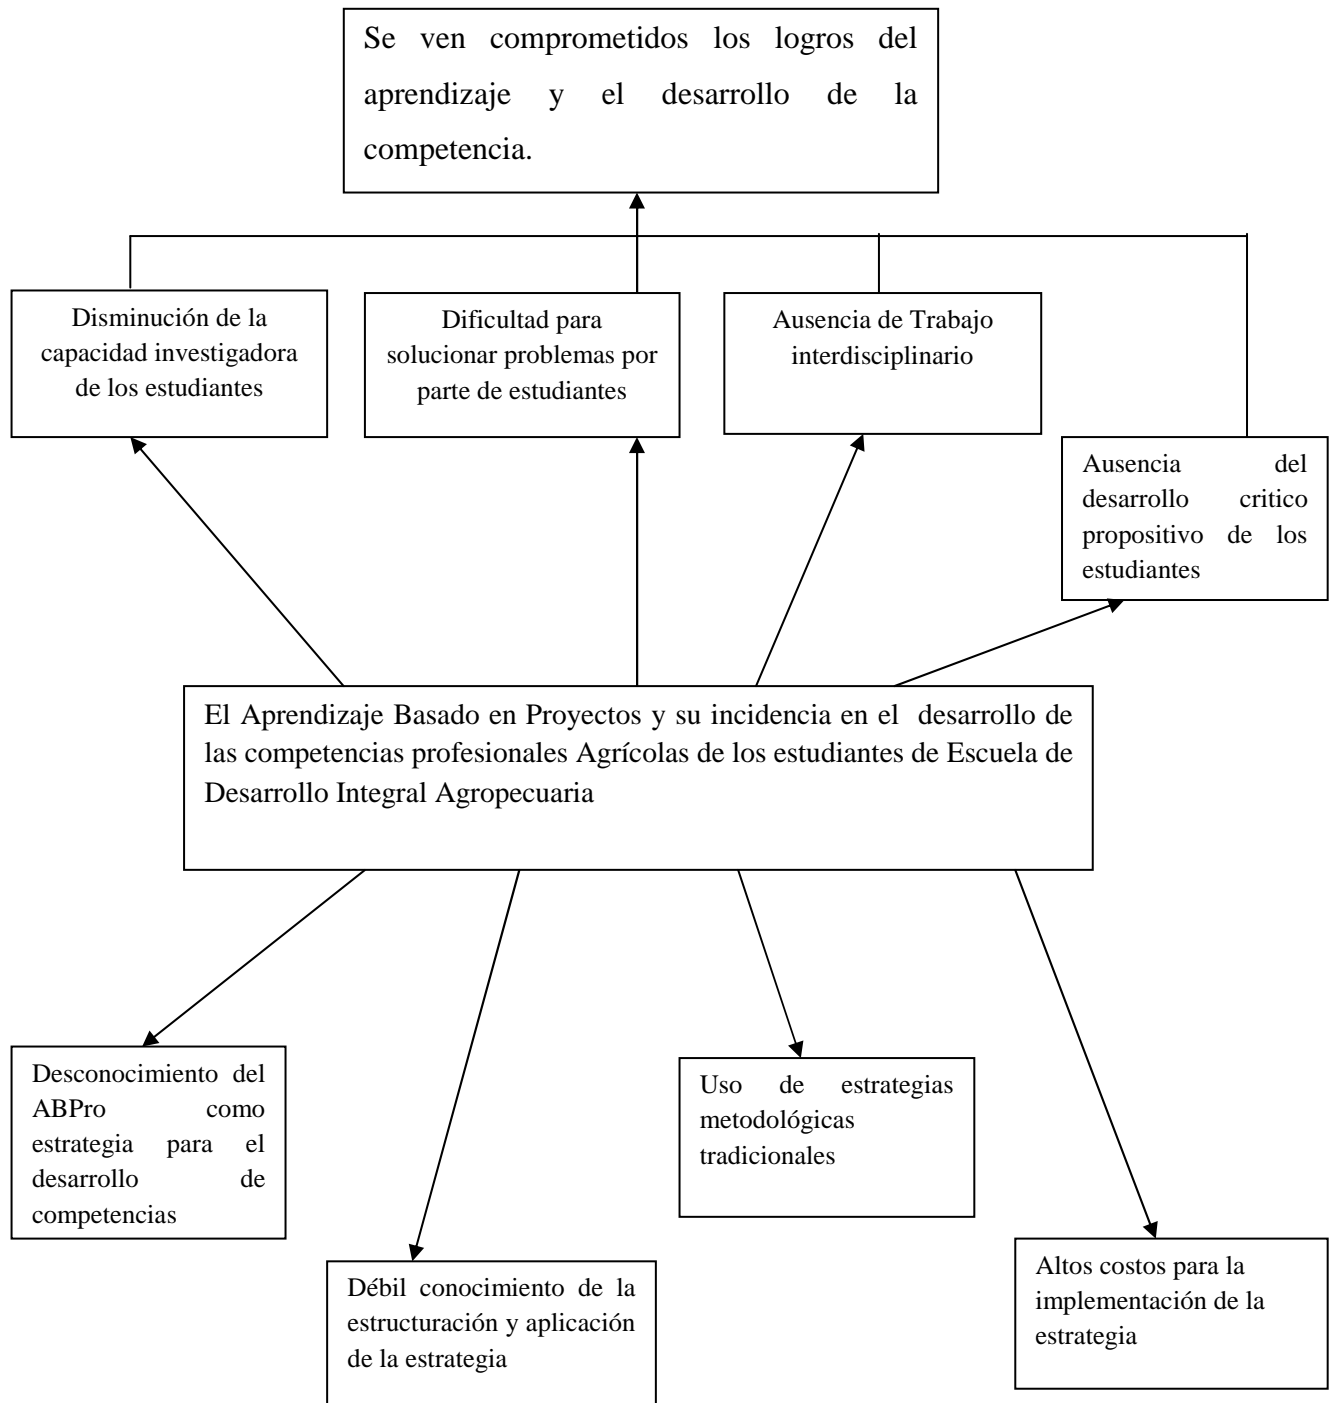 Se ven comprometidos los logros del
aprendizaje y el desarrollo de la
competencia.
Disminución de la
capacidad investigadora
de los estudiantes
Dificultad para
solucionar problemas por
parte de estudiantes
Ausencia de Trabajo
interdisciplinario
Ausencia del
desarrollo critico
propositivo de los
estudiantes
El Aprendizaje Basado en Proyectos y su incidencia en el desarrollo de
las competencias profesionales Agrícolas de los estudiantes de Escuela de
Desarrollo Integral Agropecuaria
Desconocimiento del
ABPro como
estrategia para el
desarrollo de
competencias
Débil conocimiento de la
estructuración y aplicación
de la estrategia
Uso de estrategias
metodológicas
tradicionales
Altos costos para la
implementación de la
estrategia